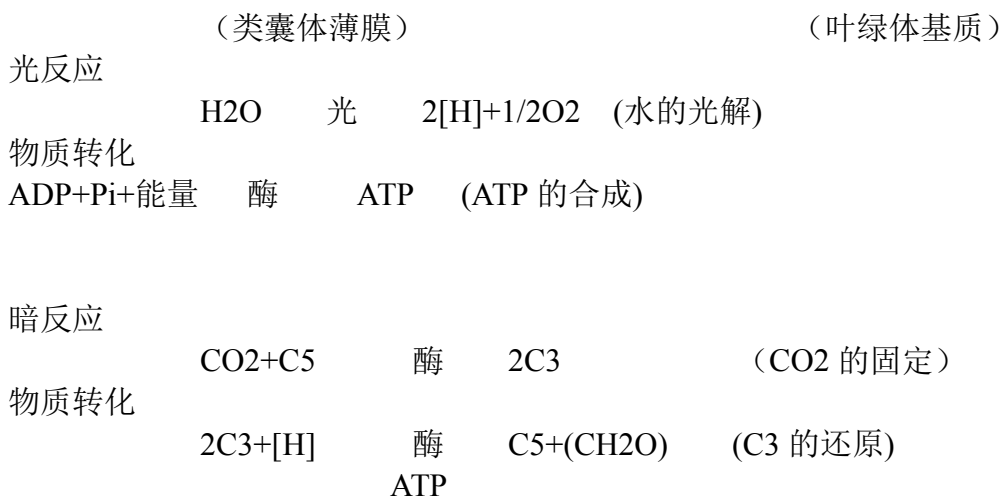 （类囊体薄膜） （叶绿体基质）
光反应
H2O 光 2[H]+1/2O2 (水的光解)
物质转化
ADP+Pi+能量 酶 ATP (ATP 的合成)
暗反应
CO2+C5 酶 2C3 （CO2 的固定）
物质转化
2C3+[H] 酶 C5+(CH2O) (C3 的还原)
ATP